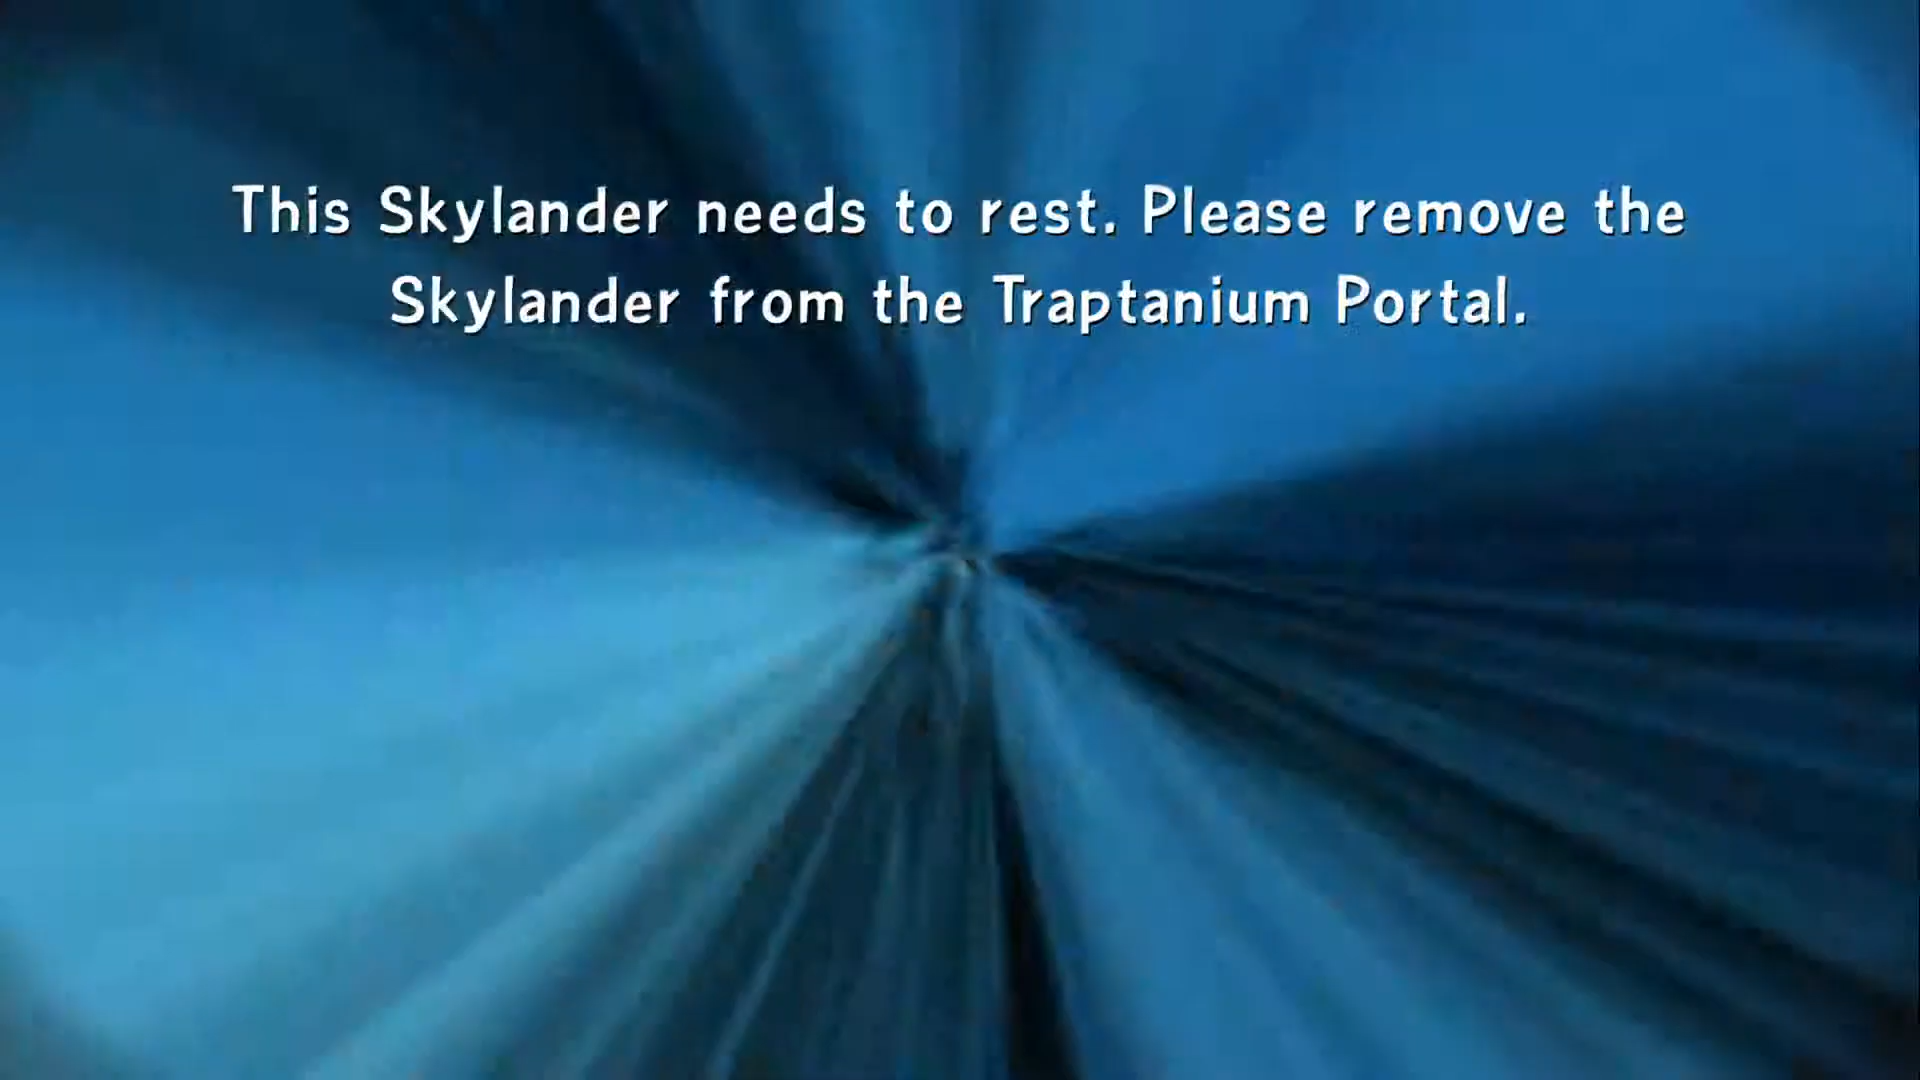 This Skylander needs to rest. Please remove the
Skylander from the Traptanium Portal.